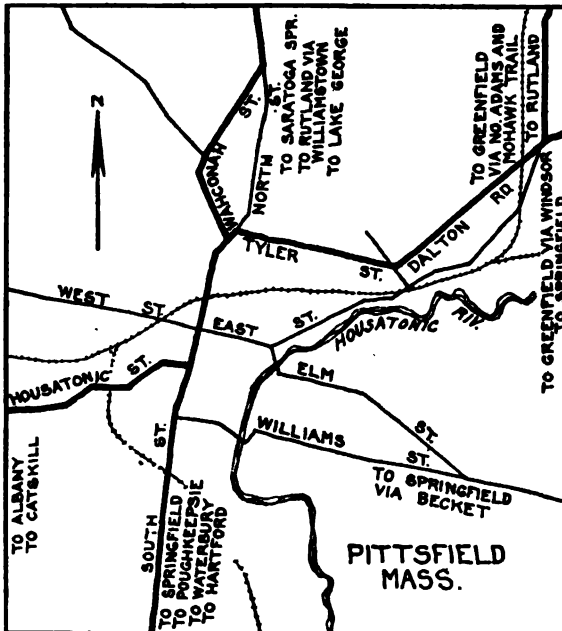 N
WAHCONAH ST.
NORTH ST.
TO SARATOGA SPR.
TO RUTLAND VIA
WILLIAMSTOWN
TO LAKE GEORGE
TO GREENFIELD
VIA NO. ADAMS AND
MOHAWK TRAIL
TO RUTLAND
TYLER ST.
DALTON RD
WEST ST.
EAST ST.
HOUSATONIC RIV.
TO GREENFIELD VIA WINDSOR
TO SPRINGFIELD
HOUSATONIC ST.
ELM ST.
WILLIAMS ST.
TO ALBANY
TO CATSKILL
SOUTH ST.
TO SPRINGFIELD
TO POUGHKEEPSIE
TO WATERBURY
TO HARTFORD
TO SPRINGFIELD
VIA BECKET
PITTSFIELD
MASS.